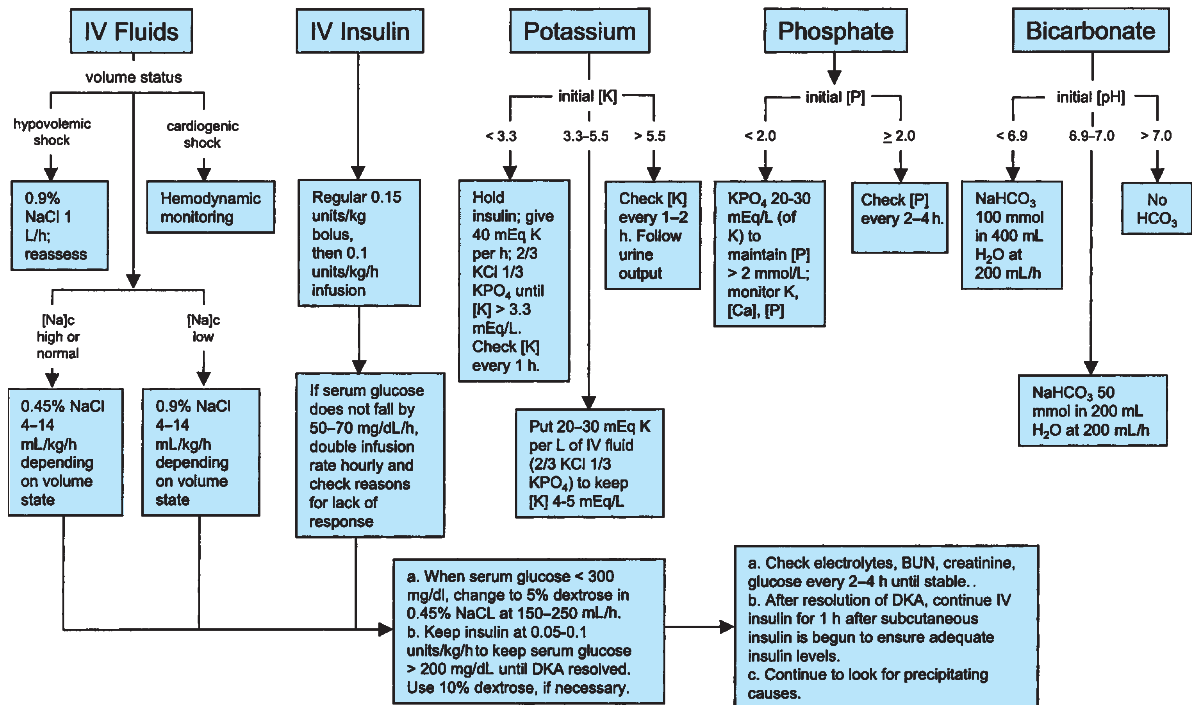 IV Fluids
volume status
hypovolemic
shock
cardiogenic
shock
0.9%
NaCl 1
L/h;
reassess
Hemodynamic
monitoring
[Na]c
high or
normal
[Na]c
low
0.45% NaCl
4–14
mL/kg/h
depending
on volume
state
0.9% NaCl
4–14
mL/kg/h
depending
on volume
state
IV Insulin
Regular 0.15
units/kg
bolus,
then 0.1
units/kg/h
infusion
If serum glucose
does not fall by
50–70 mg/dL/h,
double infusion
rate hourly and
check reasons
for lack of
response
Potassium
initial [K]
< 3.3
3.3–5.5
> 5.5
Hold
insulin; give
40 mEq K
per h; 2/3
KCl 1/3
KPO₄ until
[K] > 3.3
mEq/L.
Check [K]
every 1 h.
Check [K]
every 1–2
h. Follow
urine
output
Put 20–30 mEq K
per L of IV fluid
(2/3 KCl 1/3
KPO₄) to keep
[K] 4-5 mEq/L
Phosphate
initial [P]
< 2.0
≥ 2.0
KPO₄ 20-30
mEq/L (of
K) to
maintain [P]
> 2 mmol/L;
monitor K,
[Ca], [P]
Check [P]
every 2–4 h.
Bicarbonate
initial [pH]
< 6.9
6.9–7.0
> 7.0
NaHCO₃
100 mmol
in 400 mL
H₂O at
200 mL/h
No
HCO₃
NaHCO₃ 50
mmol in 200 mL
H₂O at 200 mL/h
a. When serum glucose < 300
mg/dl, change to 5% dextrose in
0.45% NaCL at 150–250 mL/h.
b. Keep insulin at 0.05-0.1
units/kg/h to keep serum glucose
> 200 mg/dL until DKA resolved.
Use 10% dextrose, if necessary.
a. Check electrolytes, BUN, creatinine,
glucose every 2–4 h until stable..
b. After resolution of DKA, continue IV
insulin for 1 h after subcutaneous
insulin is begun to ensure adequate
insulin levels.
c. Continue to look for precipitating
causes.